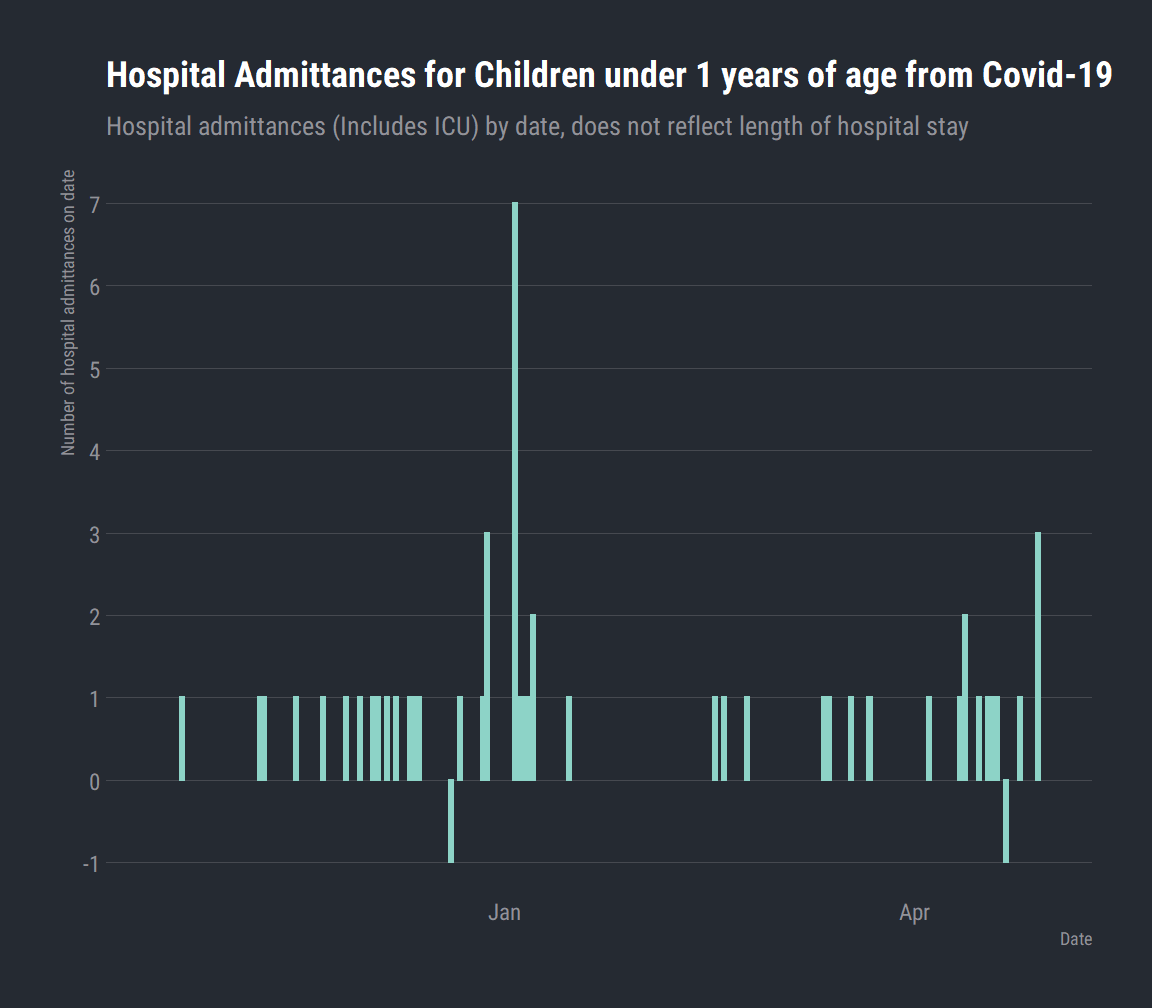 Hospital Admittances for Children under 1 years of age from Covid-19
Hospital admittances (Includes ICU) by date, does not reflect length of hospital stay
Number of hospital admittances on date
7
6
5
4
3
2
1
0
-1
Jan
Apr
Date